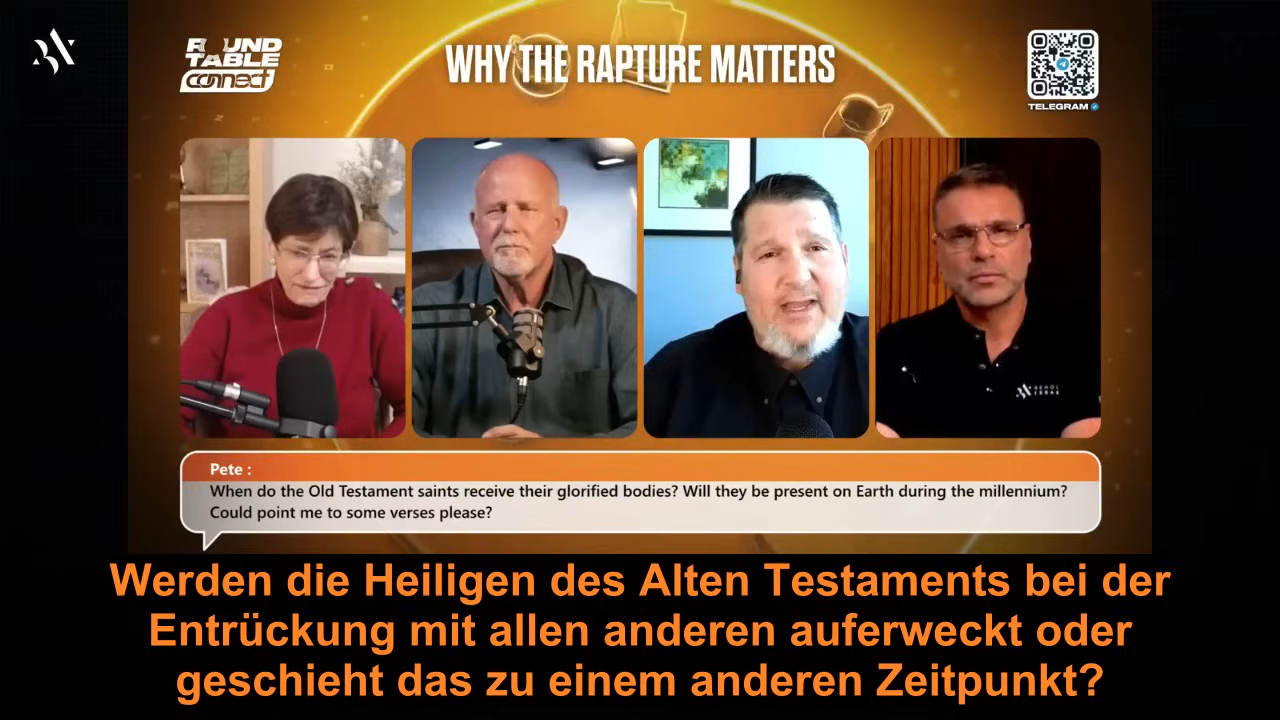 ROUND
TABLE
connect
WHY THE RAPTURE MATTERS
TELEGRAM
Pete :
When do the Old Testament saints receive their glorified bodies? Will they be present on Earth during the millennium?
Could point me to some verses please?
Werden die Heiligen des Alten Testaments bei der
Entrückung mit allen anderen auferweckt oder
geschieht das zu einem anderen Zeitpunkt?